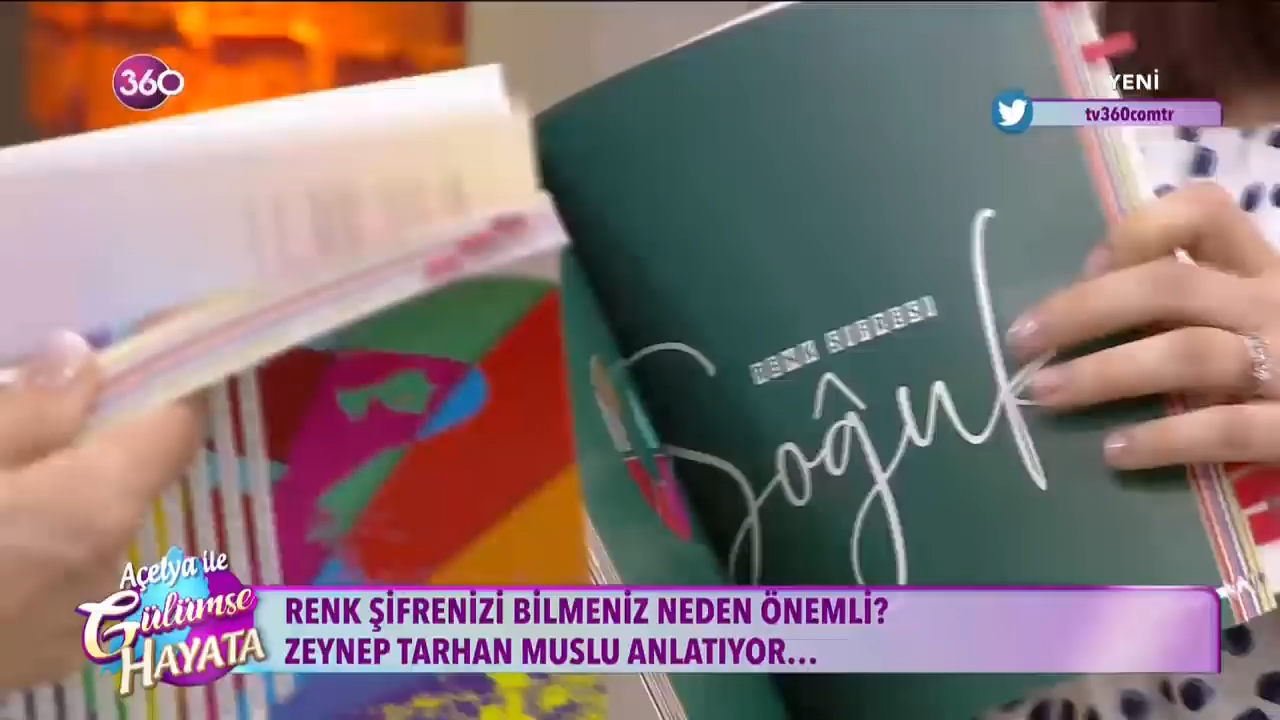 360
YENİ
tv360comtr
RENK ŞİFRESİ
Soğuk
Açelya ile
Gülümse
HAYATA
RENK ŞİFRENİZİ BİLMENİZ NEDEN ÖNEMLİ?
ZEYNEP TARHAN MUSLU ANLATIYOR...